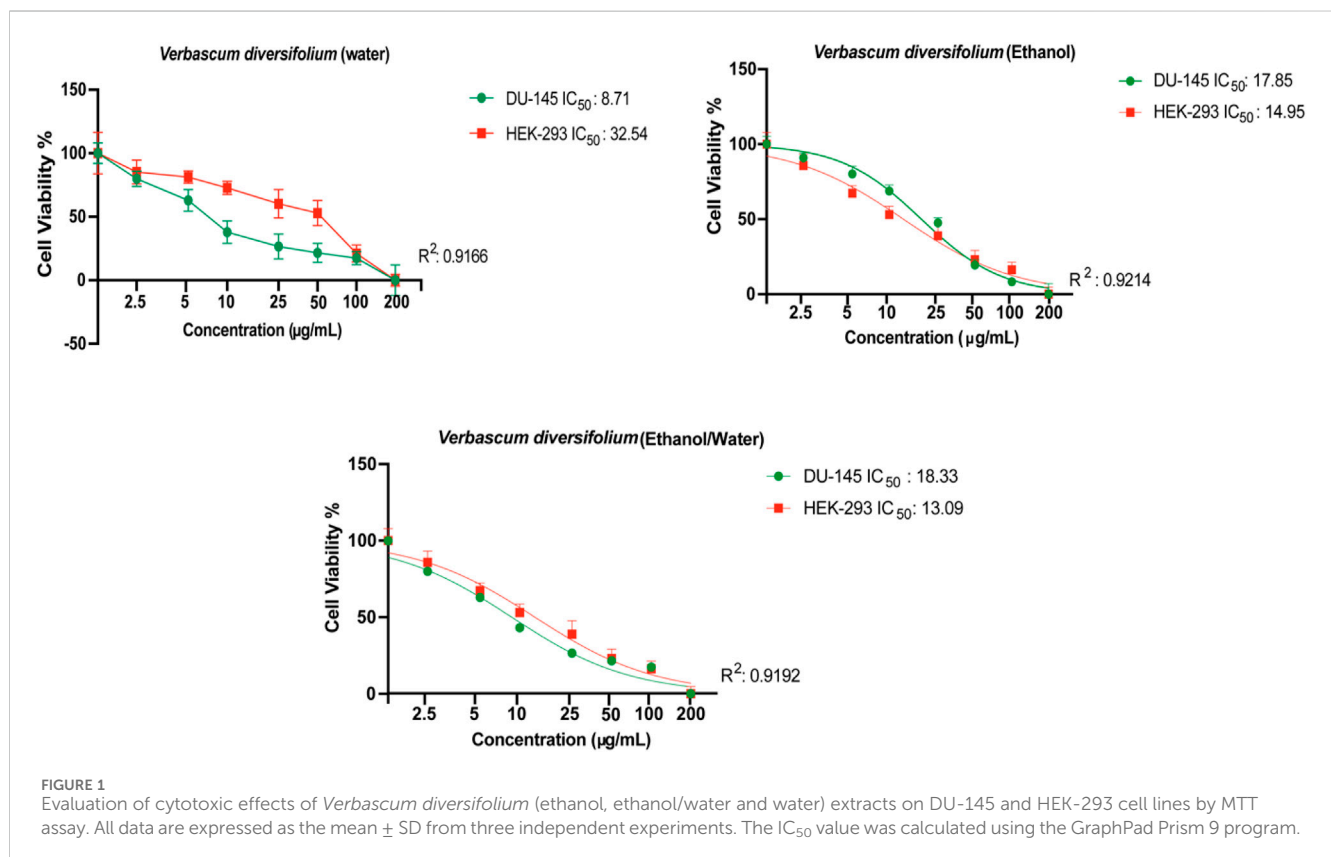 Verbascum diversifolium (water)
150
100
50
0
-50
Cell Viability %
2.5 5 10 25 50 100 200
Concentration (µg/mL)
DU-145 IC50 : 8.71
HEK-293 IC50 : 32.54
R2: 0.9166
Verbascum diversifolium (Ethanol)
150
100
50
0
Cell Viability %
2.5 5 10 25 50 100 200
Concentration (µg/mL)
DU-145 IC50: 17.85
HEK-293 IC50: 14.95
R2 : 0.9214
Verbascum diversifolium (Ethanol/Water)
150
100
50
0
Cell Viability %
2.5 5 10 25 50 100 200
Concentration (µg/mL)
DU-145 IC50 : 18.33
HEK-293 IC50: 13.09
R2: 0.9192
FIGURE 1
Evaluation of cytotoxic effects of Verbascum diversifolium (ethanol, ethanol/water and water) extracts on DU-145 and HEK-293 cell lines by MTT
assay. All data are expressed as the mean ± SD from three independent experiments. The IC50 value was calculated using the GraphPad Prism 9 program.